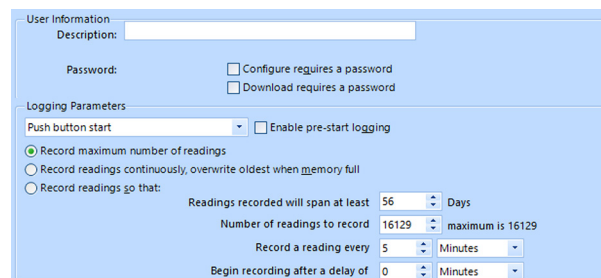 User Information
Description:
Password:
Configure requires a password
Download requires a password
Logging Parameters
Push button start
Enable pre-start logging
Record maximum number of readings
Record readings continuously, overwrite oldest when memory full
Record readings so that:
Readings recorded will span at least 56 Days
Number of readings to record 16129 maximum is 16129
Record a reading every 5 Minutes
Begin recording after a delay of 0 Minutes